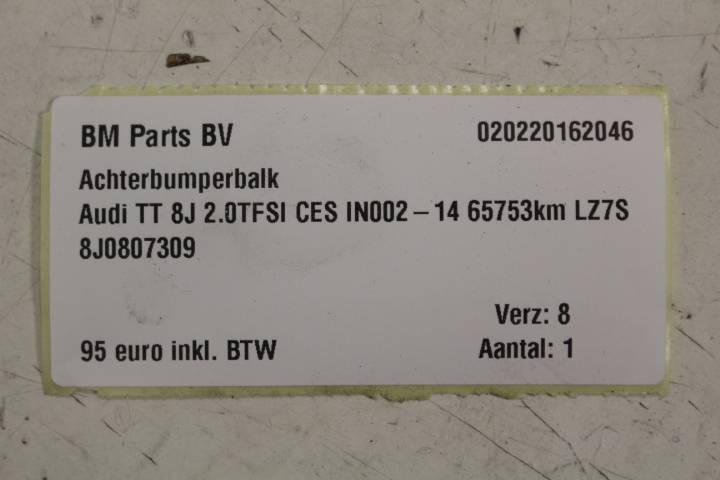 BM Parts BV 020220162046
Achterbumperbalk
Audi TT 8J 2.0TFSI CES IN002 – 14 65753km LZ7S
8J0807309
Verz: 8
95 euro inkl. BTW Aantal: 1